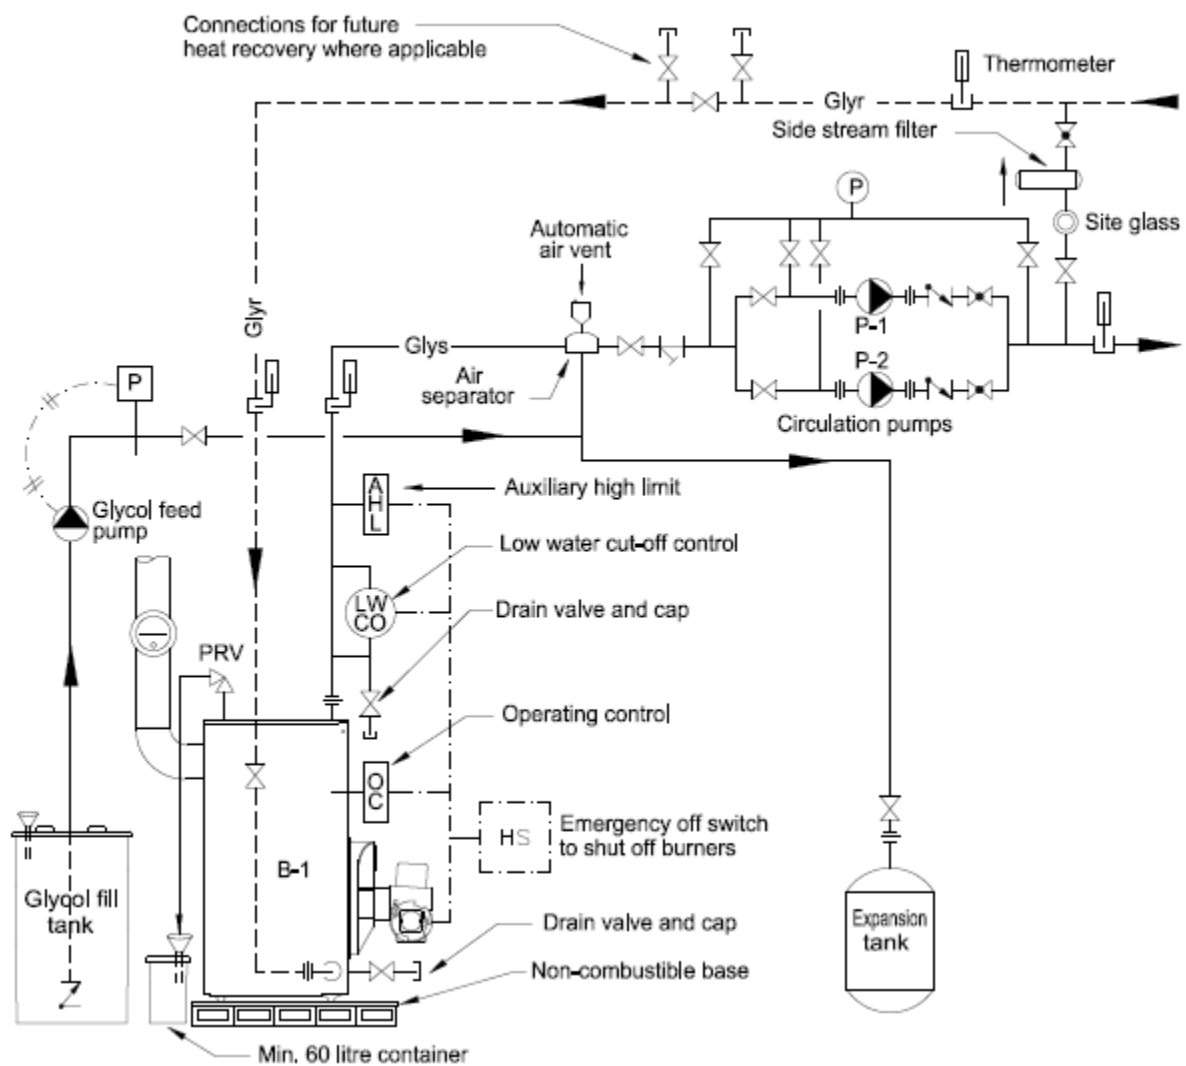 Connections for future
heat recovery where applicable
Thermometer
Glyr
Side stream filter
P
Site glass
Automatic
air vent
Glyr
P-1
Glys
P-2
Air
separator
P
Circulation pumps
A
H
L
Auxiliary high limit
Glycol feed
pump
Low water cut-off control
LW
CO
Drain valve and cap
PRV
Operating control
O
C
HS
Emergency off switch
to shut off burners
B-1
Glycol fill
tank
Drain valve and cap
Expansion
tank
Non-combustible base
Min. 60 litre container